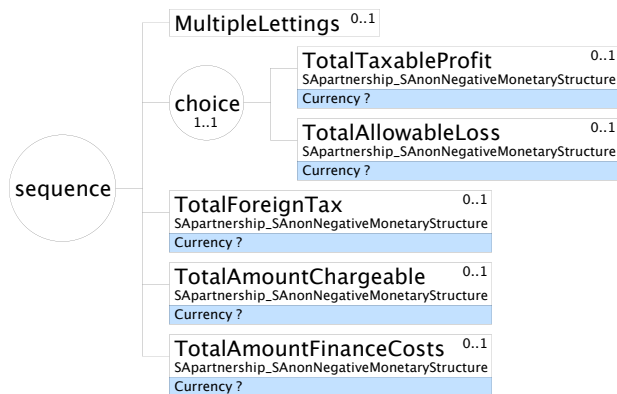 MultipleLettings 0..1
TotalTaxableProfit 0..1
SApartnership_SAnonNegativeMonetaryStructure
Currency ?
choice
1..1
TotalAllowableLoss 0..1
SApartnership_SAnonNegativeMonetaryStructure
Currency ?
sequence
TotalForeignTax 0..1
SApartnership_SAnonNegativeMonetaryStructure
Currency ?
TotalAmountChargeable 0..1
SApartnership_SAnonNegativeMonetaryStructure
Currency ?
TotalAmountFinanceCosts 0..1
SApartnership_SAnonNegativeMonetaryStructure
Currency ?